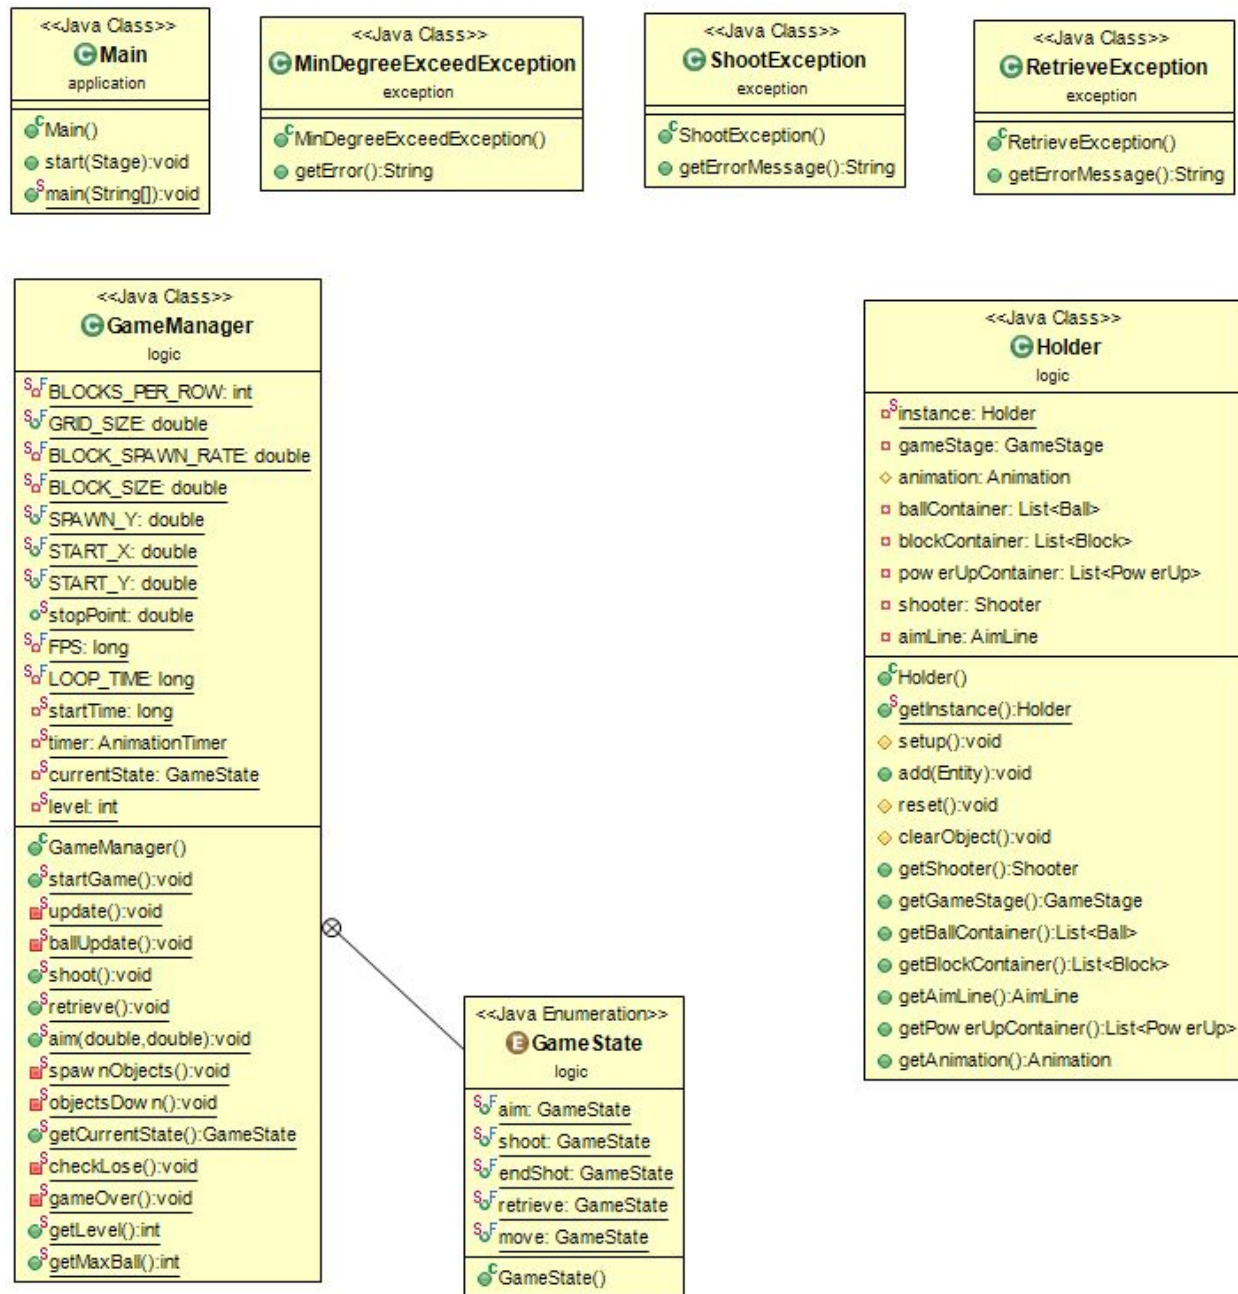 <<Java Class>>
Main
application
Main()
start(Stage):void
main(String[]):void
<<Java Class>>
MinDegreeExceedException
exception
MinDegreeExceedException()
getError():String
<<Java Class>>
ShootException
exception
ShootException()
getErrorMessage():String
<<Java Class>>
RetrieveException
exception
RetrieveException()
getErrorMessage():String
<<Java Class>>
GameManager
logic
BLOCKS_PER_ROW: int
GRID_SIZE: double
BLOCK_SPAWN_RATE: double
BLOCK_SIZE: double
SPAWN_Y: double
START_X: double
START_Y: double
stopPoint: double
FPS: long
LOOP_TIME: long
startTime: long
timer: AnimationTimer
currentState: GameState
level: int
GameManager()
startGame():void
update():void
ballUpdate():void
shoot():void
retrieve():void
aim(double,double):void
spawnObjects():void
objectsDown():void
getCurrentState():GameState
checkLose():void
gameOver():void
getLevel():int
getMaxBall():int
<<Java Enumeration>>
GameState
logic
aim: GameState
shoot: GameState
endShot: GameState
retrieve: GameState
move: GameState
GameState()
<<Java Class>>
Holder
logic
instance: Holder
gameStage: GameStage
animation: Animation
ballContainer: List<Ball>
blockContainer: List<Block>
powerUpContainer: List<PowerUp>
shooter: Shooter
aimLine: AimLine
Holder()
getInstance():Holder
setup():void
add(Entity):void
reset():void
clearObject():void
getShooter():Shooter
getGameStage():GameStage
getBallContainer():List<Ball>
getBlockContainer():List<Block>
getAimLine():AimLine
getPowerUpContainer():List<PowerUp>
getAnimation():Animation